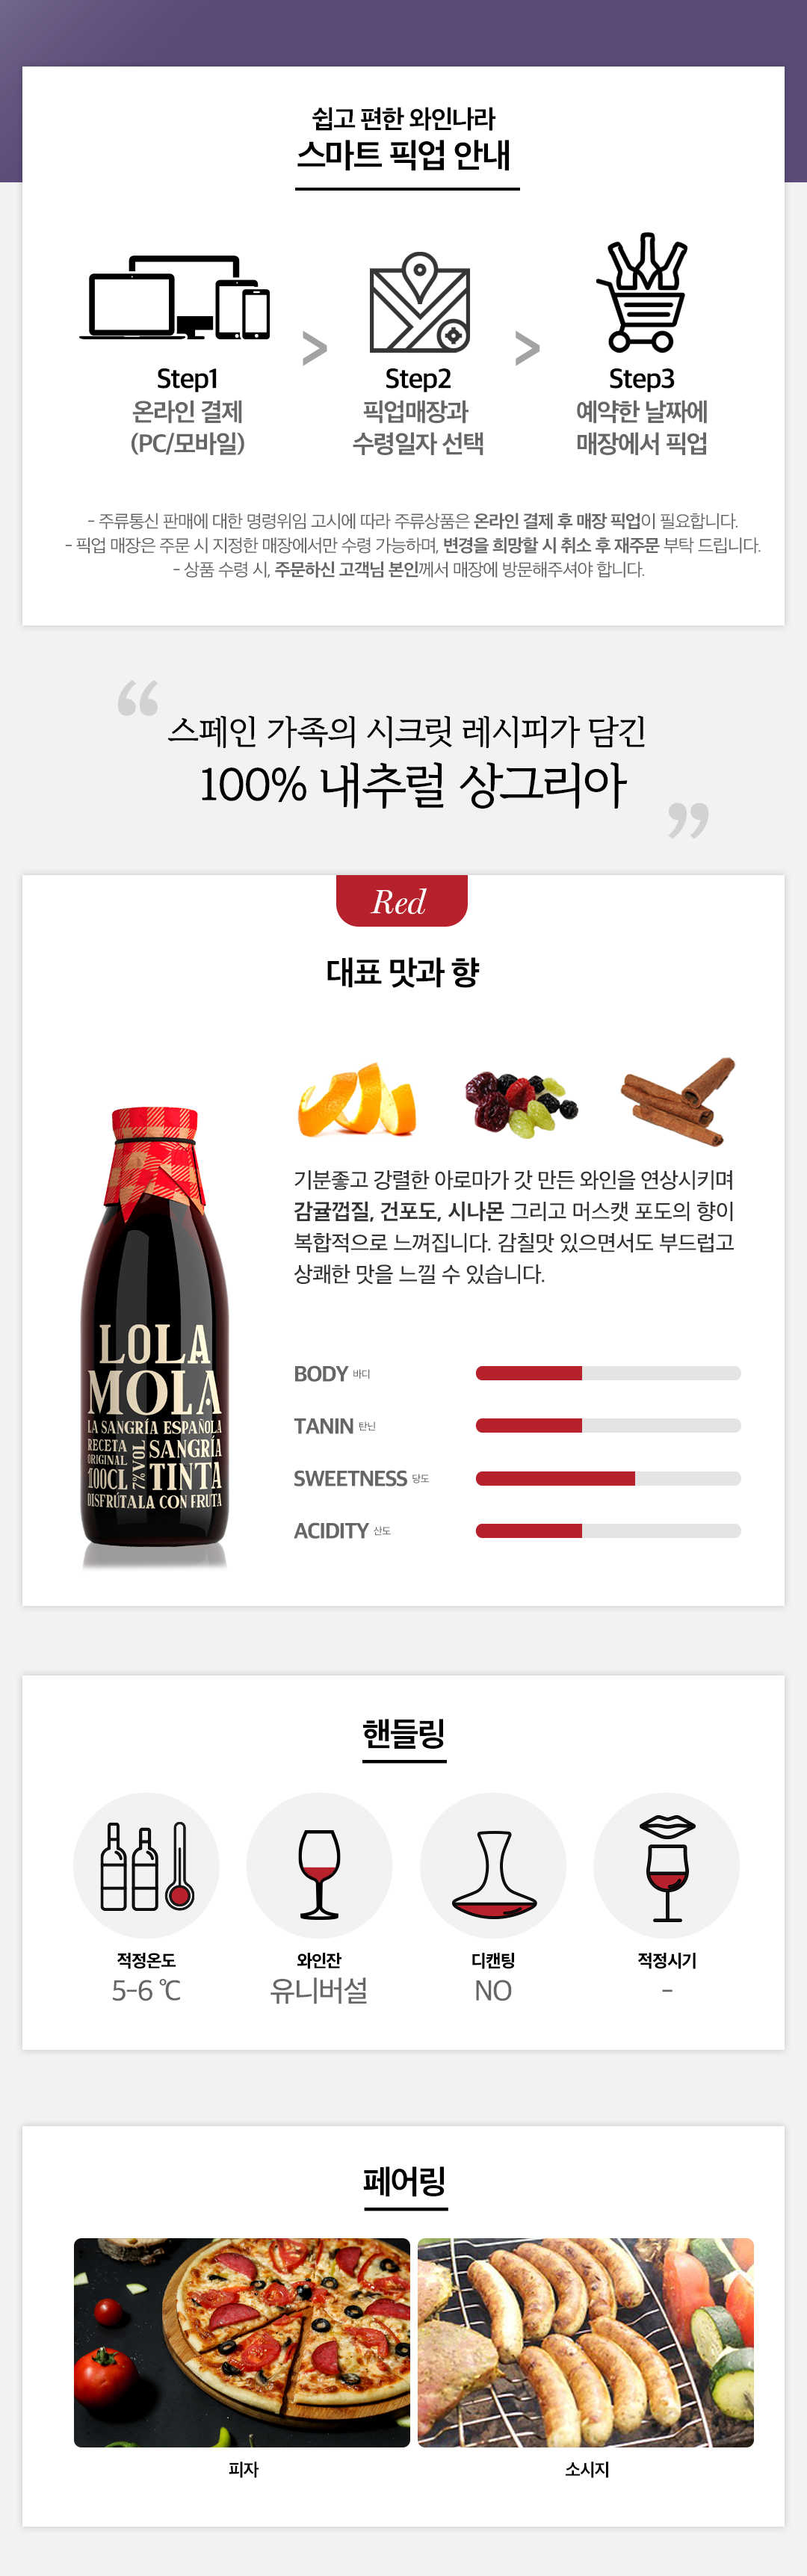 쉽고 편한 와인나라
스마트 픽업 안내
>
>
Step1
온라인 결제
(PC/모바일)
Step2
픽업매장과
수령일자 선택
Step3
예약한 날짜에
매장에서 픽업
- 주류통신 판매에 대한 명령위임 고시에 따라 주류상품은 온라인 결제 후 매장 픽업이 필요합니다.
- 픽업 매장은 주문 시 지정한 매장에서만 수령 가능하며, 변경을 희망할 시 취소 후 재주문 부탁 드립니다.
- 상품 수령 시, 주문하신 고객님 본인께서 매장에 방문해주셔야 합니다.
“
스페인 가족의 시크릿 레시피가 담긴
100% 내추럴 상그리아
”
Red
대표 맛과 향
기분좋고 강렬한 아로마가 갓 만든 와인을 연상시키며
감귤껍질, 건포도, 시나몬 그리고 머스캣 포도의 향이
복합적으로 느껴집니다. 감칠맛 있으면서도 부드럽고
상쾌한 맛을 느낄 수 있습니다.
LOLA
MOLA
LA SANGRÍA ESPAÑOLA
RECETA
ORIGINAL
100CL
7%VOL
SANGRÍA
TINTA
DISFRÚTALA CON FRUTA
BODY 바디
TANIN 탄닌
SWEETNESS 당도
ACIDITY 산도
핸들링
적정온도
5-6 ℃
와인잔
유니버설
디캔팅
NO
적정시기
-
페어링
피자
소시지